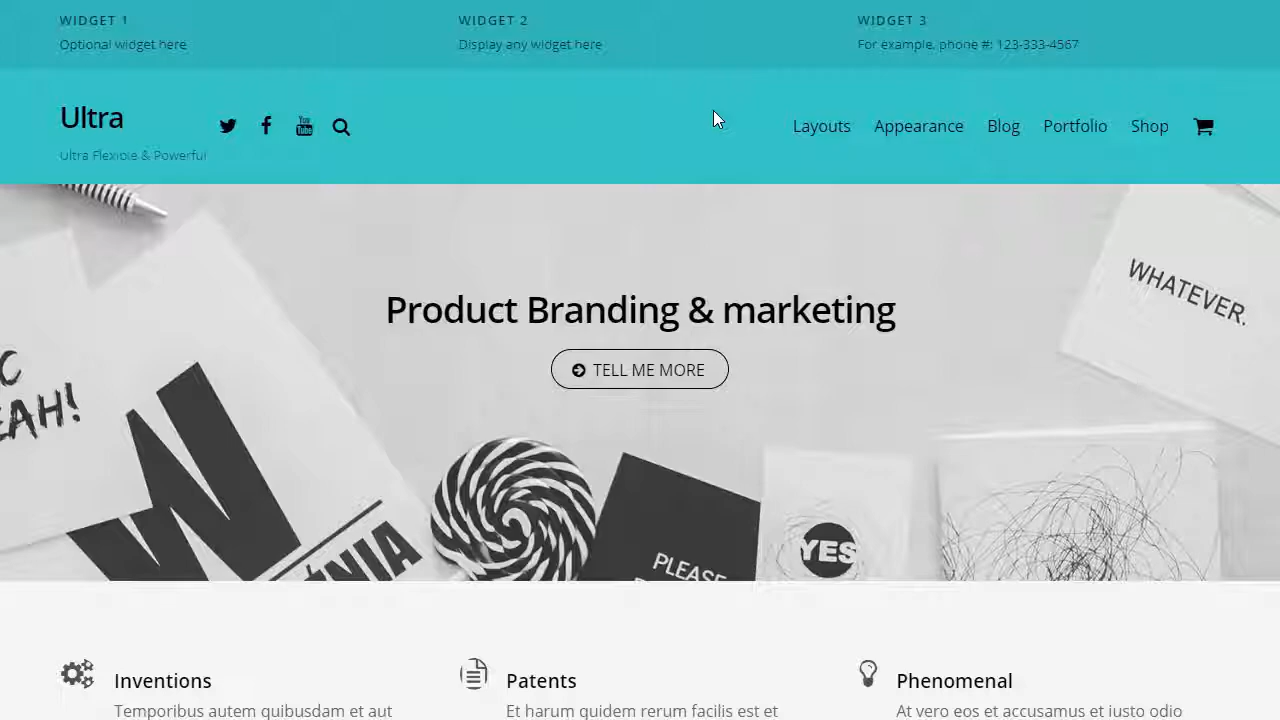 WIDGET 1
Optional widget here
WIDGET 2
Display any widget here
WIDGET 3
For example, phone #: 123-333-4567
Ultra
Ultra Flexible & Powerful
You
Tube
Layouts
Appearance
Blog
Portfolio
Shop
Product Branding & marketing
TELL ME MORE
WHATEVER.
EAH!
PLEASE
YES
Inventions
Temporibus autem quibusdam et aut
Patents
Et harum quidem rerum facilis est et
Phenomenal
At vero eos et accusamus et iusto odio